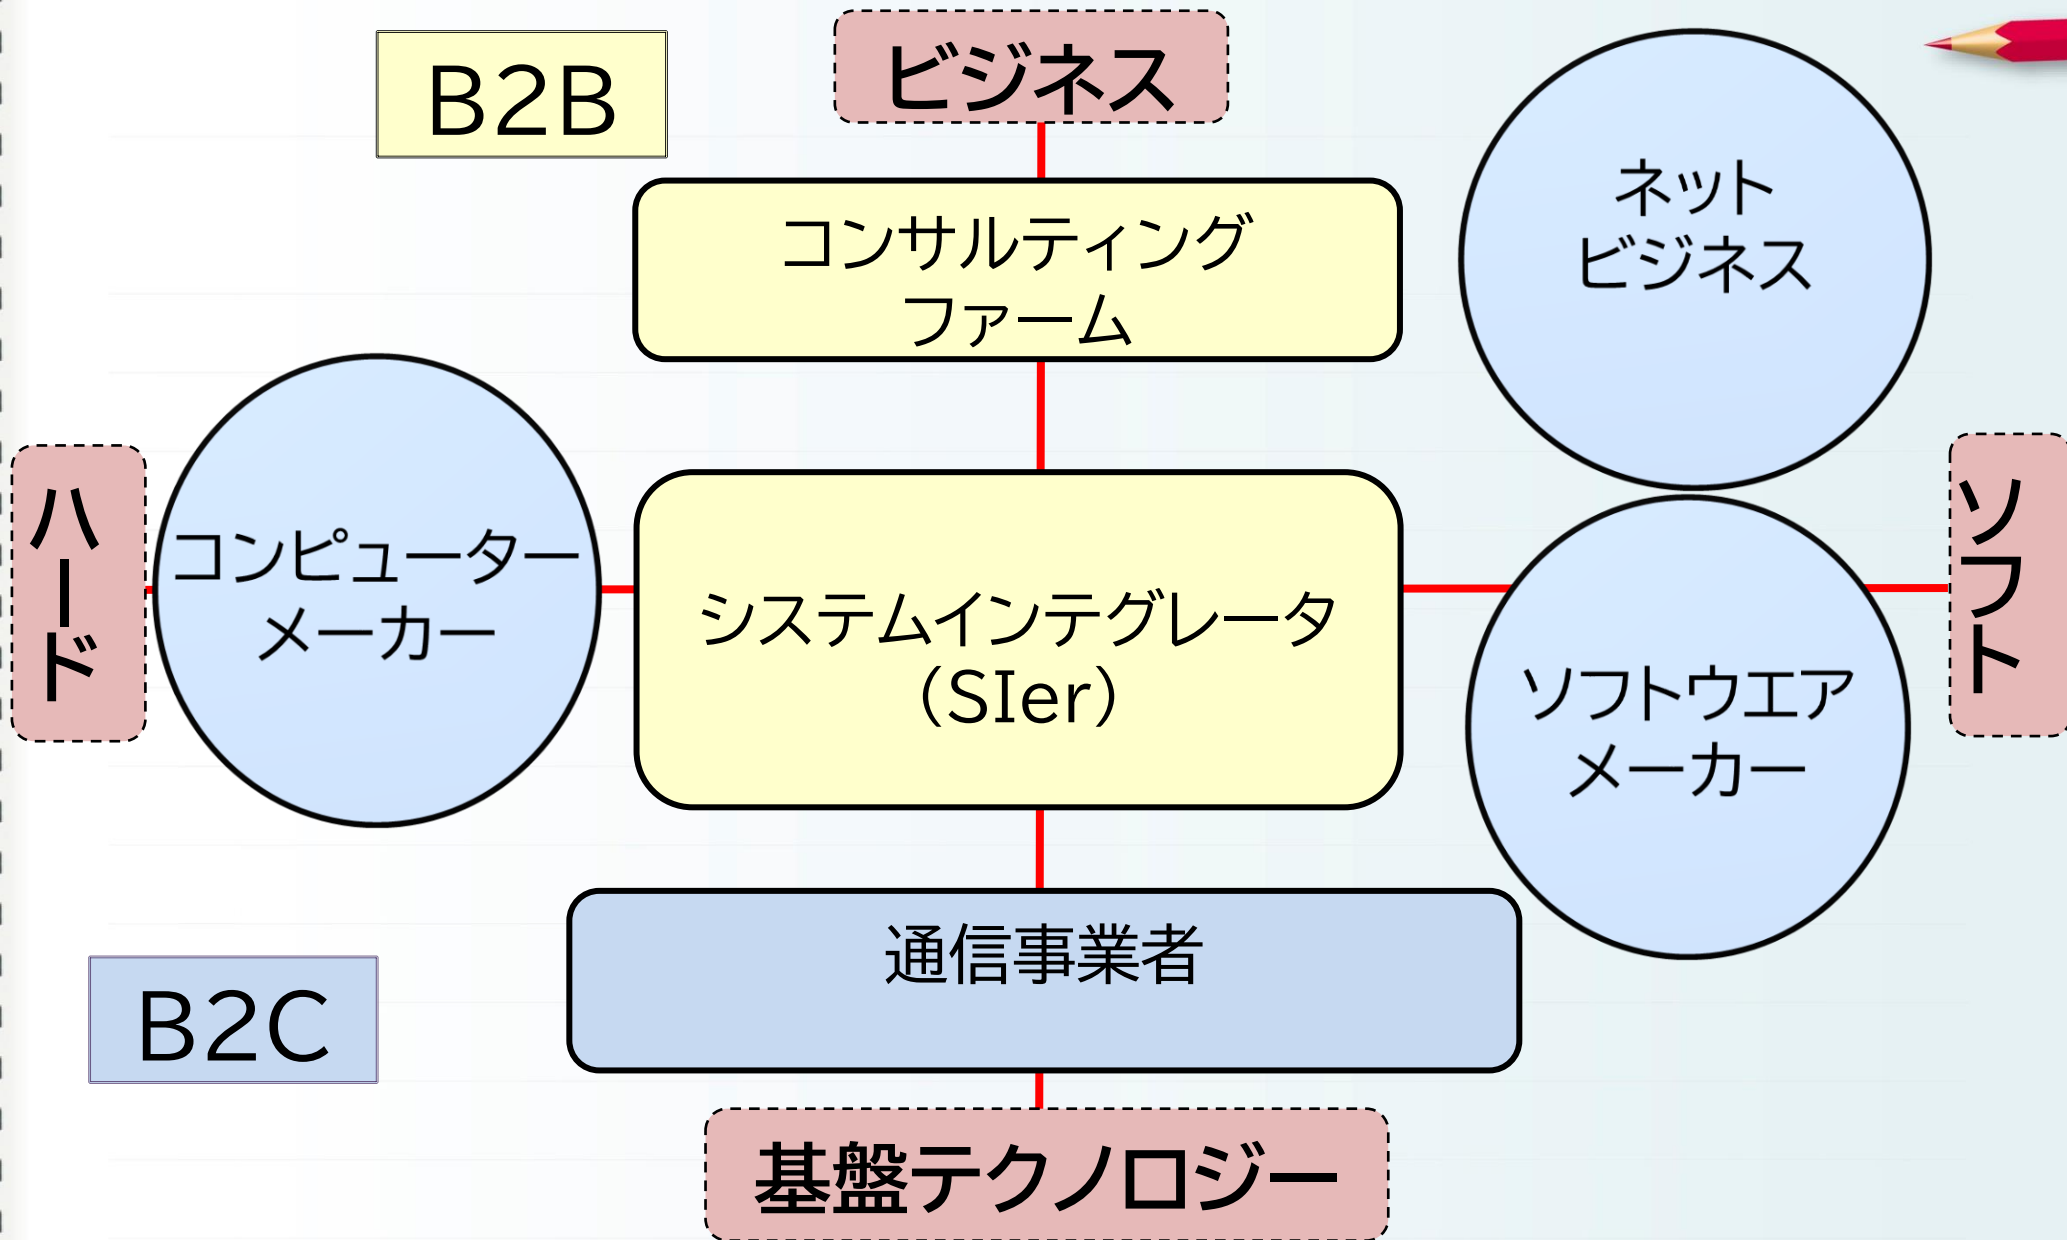 B2B
ビジネス
コンサルティング
ファーム
ネット
ビジネス
ハード
コンピューター
メーカー
システムインテグレータ
（SIer）
ソフトウエア
メーカー
ソフト
通信事業者
B2C
基盤テクノロジー